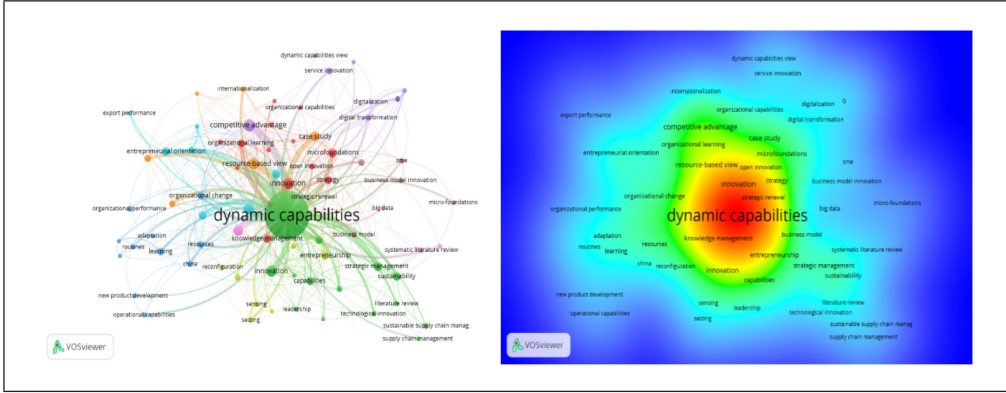 dynamic capabilities view
service innovation
internationalization
digitalization 0
organizational capabilities
export performance
digital transformation
competitive advantage
case study
organizational learning
entrepreneurial orientation
microfoundations
resource-based view
open innovation
sme
innovation
strategy
business model innovation
organizational change
strategic renewal
micro-foundations
organizational performance
big data
dynamic capabilities
adaptation
knowledge management
business model
routines
resources
learning
systematic literature review
entrepreneurship
china
reconfiguration
strategic management
innovation
sustainability
capabilities
new product development
sensing
literature review
leadership
operational capabilities
technological innovation
seizing
sustainable supply chain manag
supply chain management
VOSviewer
dynamic capabilities view
service innovation
internationalization
digitalization 0
organizational capabilities
export performance
digital transformation
competitive advantage
case study
organizational learning
entrepreneurial orientation
microfoundations
resource-based view
open innovation
sme
innovation
strategy
business model innovation
organizational change
strategic renewal
micro-foundations
organizational performance
big data
dynamic capabilities
adaptation
knowledge management
business model
routines
resources
learning
systematic literature review
entrepreneurship
china
reconfiguration
strategic management
innovation
sustainability
capabilities
new product development
sensing
literature review
leadership
operational capabilities
technological innovation
seizing
sustainable supply chain manag
supply chain management
VOSviewer